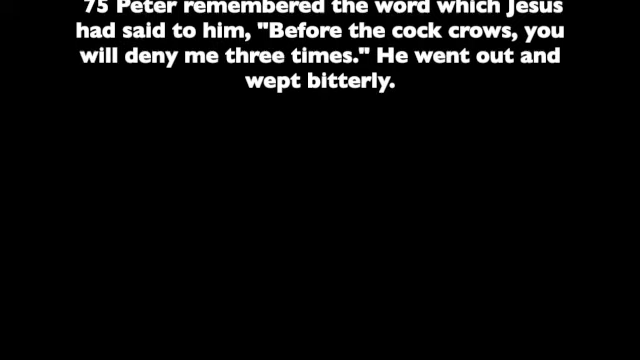 75 Peter remembered the word which Jesus
had said to him, "Before the cock crows, you
will deny me three times." He went out and
wept bitterly.